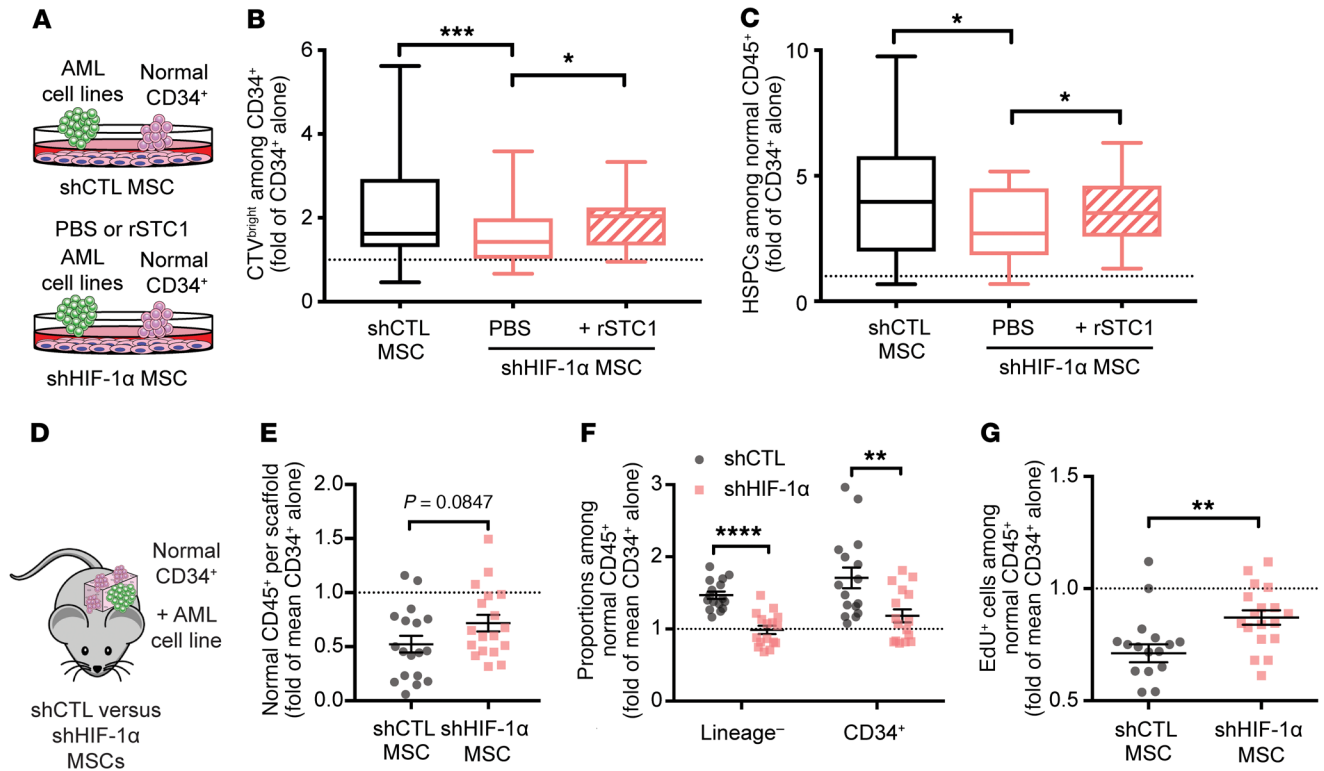 A
AML
cell lines
Normal
CD34⁺
shCTL MSC
PBS or rSTC1
AML
cell lines
Normal
CD34⁺
shHIF-1α MSC
B
CTVbright among CD34⁺
(fold of CD34⁺ alone)
6
4
2
0
***
*
shCTL
MSC
PBS
+ rSTC1
shHIF-1α MSC
C
HSPCs among normal CD45⁺
(fold of CD34⁺ alone)
10
5
0
*
*
shCTL
MSC
PBS
+ rSTC1
shHIF-1α MSC
D
Normal
CD34⁺
+ AML
cell line
shCTL versus
shHIF-1α
MSCs
E
Normal CD45⁺ per scaffold
(fold of mean CD34⁺ alone)
2.0
1.5
1.0
0.5
0.0
P = 0.0847
shCTL
MSC
shHIF-1α
MSC
F
shCTL
shHIF-1α
Proportions among
normal CD45⁺
(fold of mean CD34⁺ alone)
3
2
1
0
****
**
Lineage⁻
CD34⁺
G
EdU⁺ cells among
normal CD45⁺
(fold of mean CD34⁺ alone)
1.5
1.0
0.5
**
shCTL
MSC
shHIF-1α
MSC